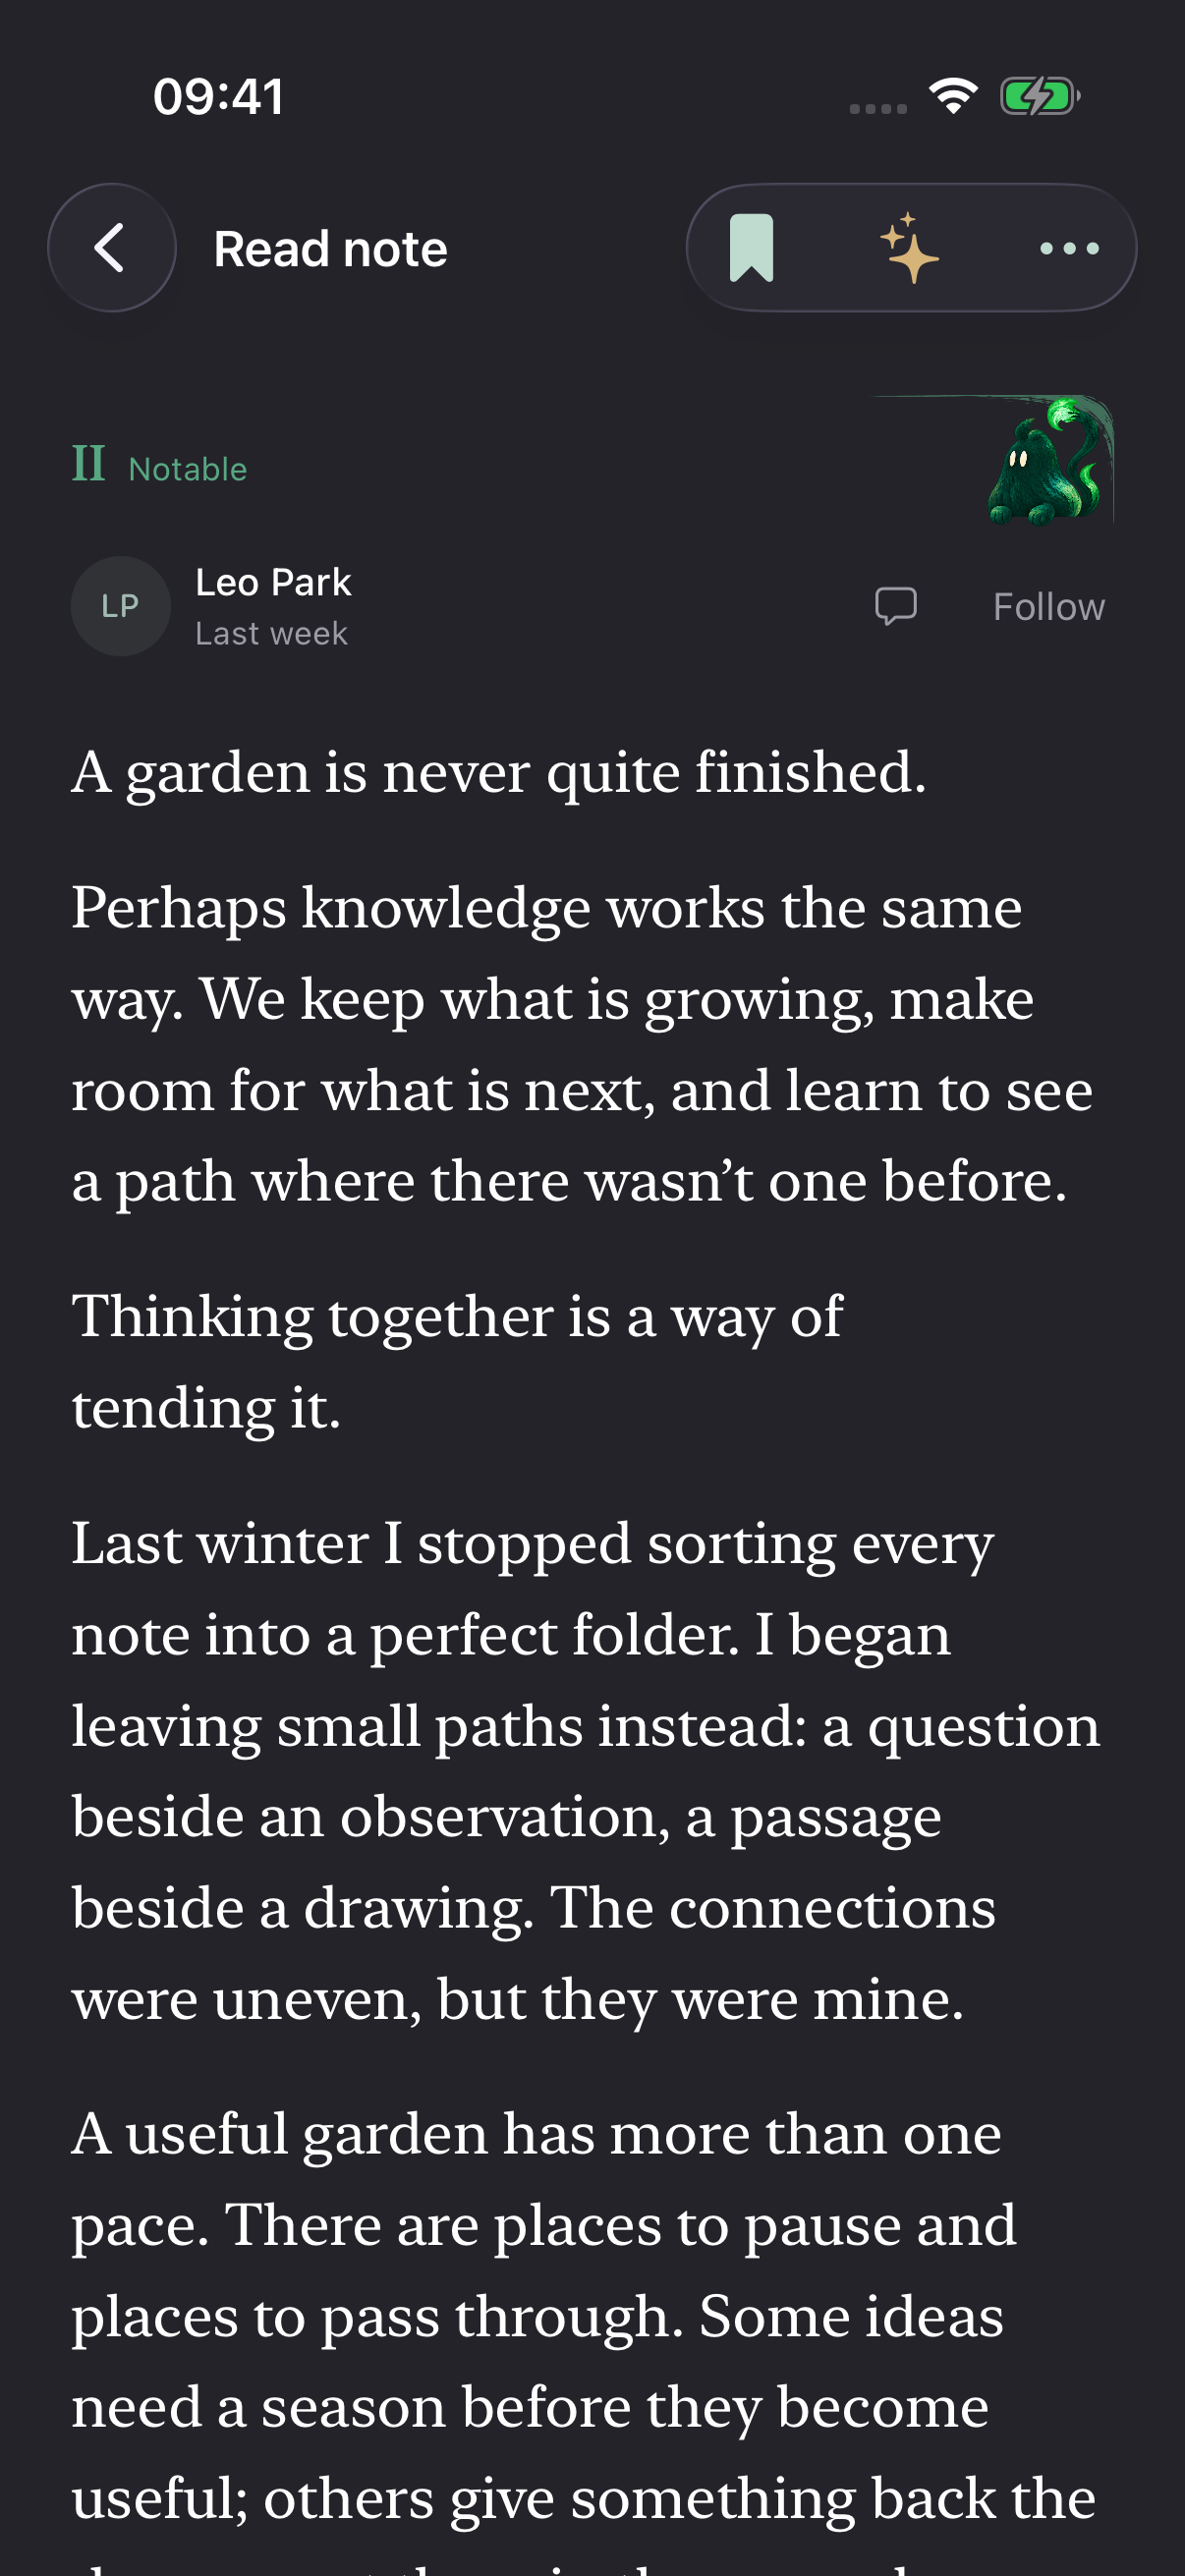 09:41
Read note
II Notable
LP
Leo Park
Last week
Follow
A garden is never quite finished.
Perhaps knowledge works the same
way. We keep what is growing, make
room for what is next, and learn to see
a path where there wasn’t one before.
Thinking together is a way of
tending it.
Last winter I stopped sorting every
note into a perfect folder. I began
leaving small paths instead: a question
beside an observation, a passage
beside a drawing. The connections
were uneven, but they were mine.
A useful garden has more than one
pace. There are places to pause and
places to pass through. Some ideas
need a season before they become
useful; others give something back the